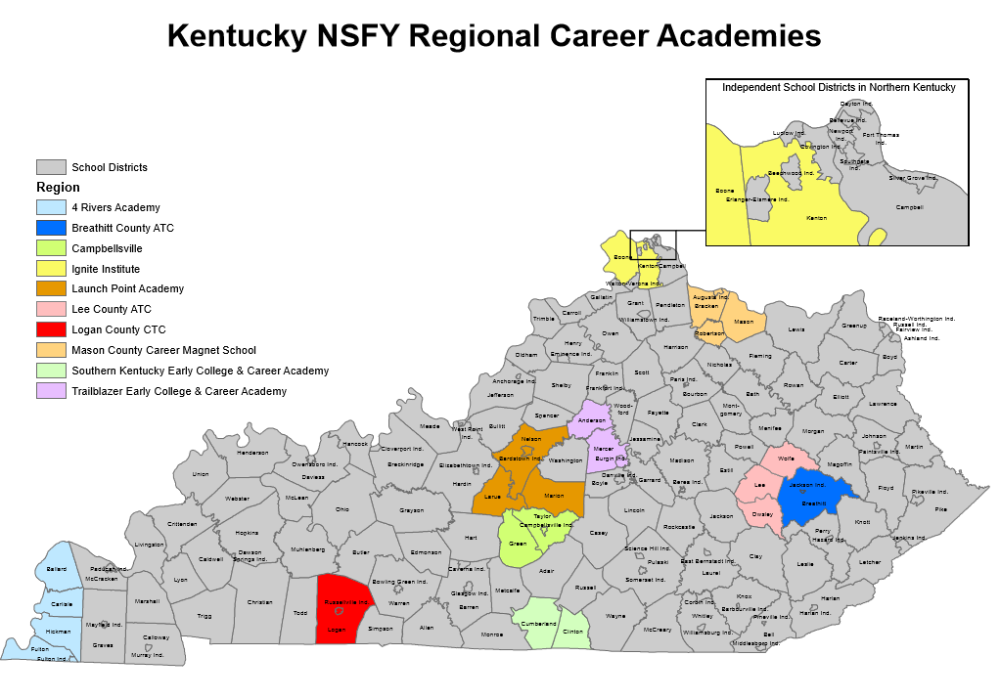 Kentucky NSFY Regional Career Academies
Independent School Districts in Northern Kentucky
Dayton Ind.
Bellevue Ind.
Ludlow Ind.
Newport
Ind.
Fort Thomas
Ind.
Covington Ind.
Southgate
Ind.
Beechwood Ind.
Silver Grove Ind.
Boone
Erlanger-Elsmere Ind.
Campbell
Kenton
School Districts
Region
4 Rivers Academy
Breathitt County ATC
Campbellsville
Ignite Institute
Launch Point Academy
Lee County ATC
Logan County CTC
Mason County Career Magnet School
Southern Kentucky Early College & Career Academy
Trailblazer Early College & Career Academy
Boone
Kenton
Campbell
Walton-Verona Ind.
Gallatin
Grant
Pendleton
Augusta Ind.
Bracken
Carroll
Trimble
Williamstown Ind.
Mason
Robertson
Lewis
Greenup
Raceland-Worthington Ind.
Russell Ind.
Fairview Ind.
Ashland Ind.
Owen
Henry
Eminence Ind.
Oldham
Harrison
Fleming
Nicholas
Carter
Boyd
Franklin
Scott
Frankfort Ind.
Anchorage Ind.
Jefferson
Shelby
Paris Ind.
Bourbon
Bath
Rowan
Elliott
Lawrence
Spencer
Wood-
ford
Fayette
Mont-
gomery
Clark
Anderson
Meade
West Point
Ind.
Bullitt
Nelson
Menifee
Morgan
Johnson
Martin
Paintsville Ind.
Mercer
Burgin Ind.
Jessamine
Powell
Wolfe
Magoffin
Henderson
Hancock
Cloverport Ind.
Breckinridge
Elizabethtown Ind.
Bardstown Ind.
Washington
Madison
Estill
Union
Owensboro Ind.
Daviess
Hardin
Larue
Marion
Danville Ind.
Boyle
Garrard
Berea Ind.
Lee
Jackson Ind.
Breathitt
Floyd
Pikeville Ind.
Pike
Webster
McLean
Ohio
Grayson
Taylor
Campbellsville Ind.
Lincoln
Jackson
Owsley
Knott
Perry
Hazard Ind.
Jenkins Ind.
Crittenden
Livingston
Hopkins
Dawson
Springs Ind.
Caldwell
Muhlenberg
Butler
Edmonson
Hart
Green
Casey
Rockcastle
Science Hill Ind.
Pulaski
Somerset Ind.
East Bernstadt Ind.
Laurel
Clay
Leslie
Letcher
Ballard
Paducah Ind.
McCracken
Lyon
Caverna Ind.
Adair
Bowling Green Ind.
Glasgow Ind.
Metcalfe
Russell
Carlisle
Marshall
Trigg
Christian
Todd
Russellville Ind.
Logan
Warren
Barren
Knox
Barbourville Ind.
Corbin Ind.
Whitley
Harlan
Harlan Ind.
Pineville Ind.
Hickman
Mayfield Ind.
Graves
Calloway
Murray Ind.
Simpson
Allen
Monroe
Cumberland
Clinton
Wayne
McCreary
Williamsburg Ind.
Bell
Middlesboro Ind.
Fulton
Fulton Ind.